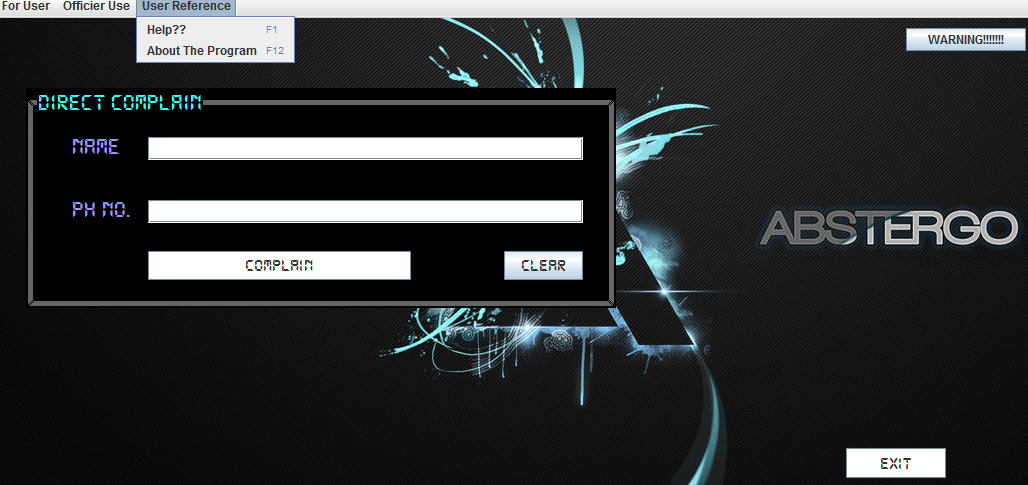 For User Officier Use User Reference
Help?? F1
About The Program F12
WARNING!!!!!!!
DIRECT COMPLAIN
NAME
PH NO.
COMPLAIN CLEAR
ABSTERGO
EXIT